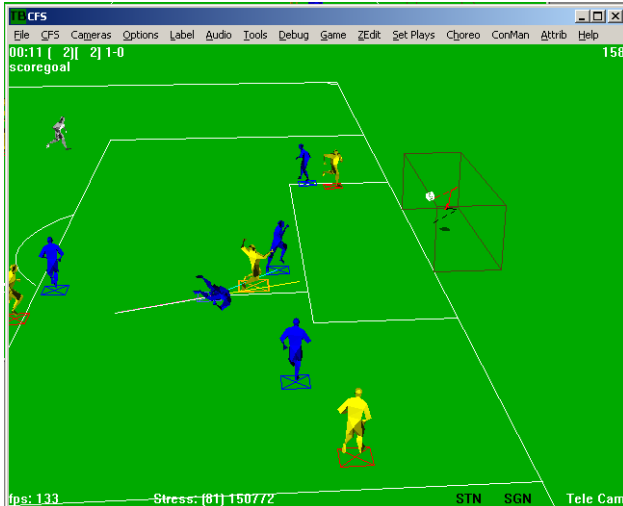 TB CFS
File CFS Cameras Options Label Audio Tools Debug Game ZEdit Set Plays Choreo ConMan Attrib Help
00:11 ( 2)[ 2] 1-0 158
scoregoal
fps: 133 Stress: (81) 150772 STN SGN Tele Cam